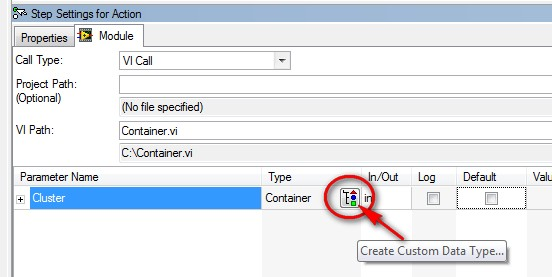 Step Settings for Action
Properties Module
Call Type: VI Call
Project Path:
(Optional)
(No file specified)
VI Path: Container.vi
C:\Container.vi
Parameter Name Type In/Out Log Default Valu
Cluster Container in
Create Custom Data Type...